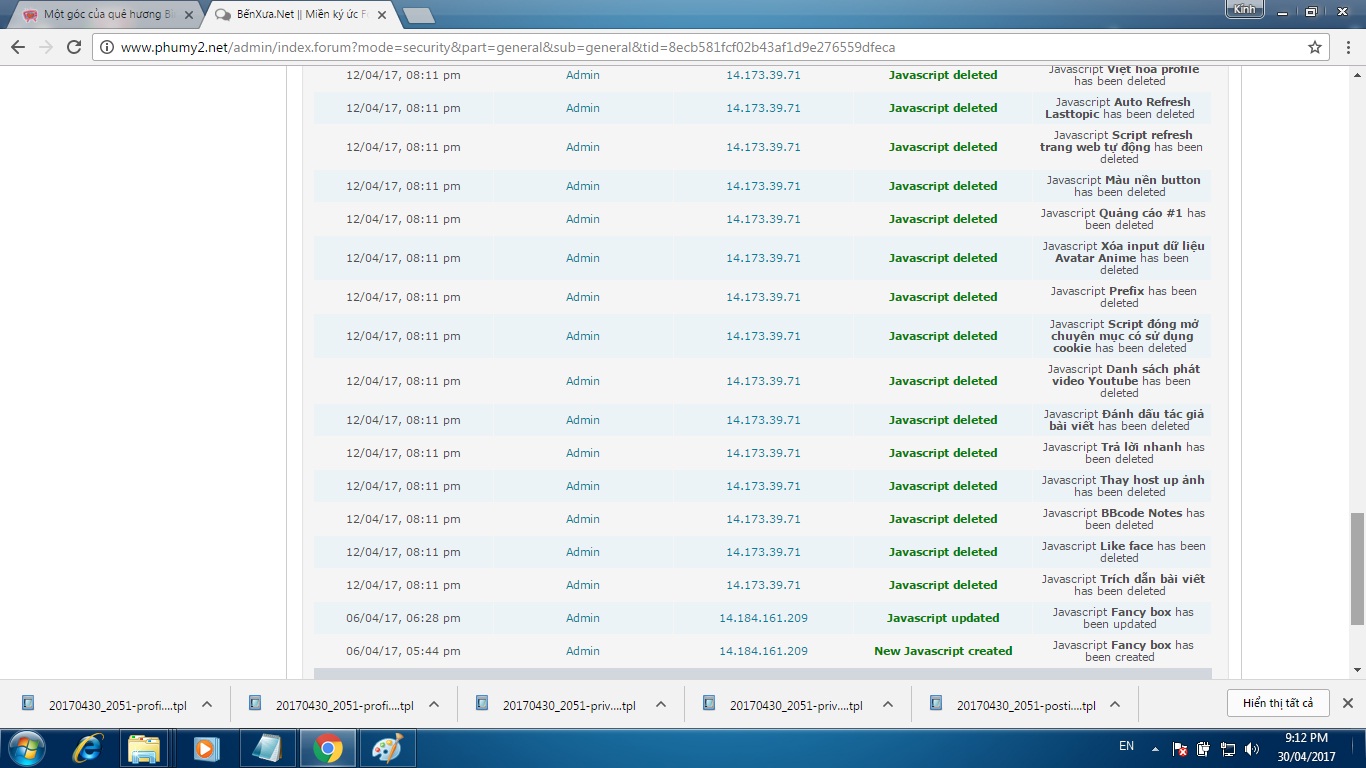 Một góc của quê hương B
BếnXưa.Net || Miền ký ức F
Kính
www.phumy2.net/admin/index.forum?mode=security&part=general&sub=general&tid=8ecb581fcf02b43af1d9e276559dfeca
12/04/17, 08:11 pm Admin 14.173.39.71 Javascript deleted Javascript Việt hóa profile
has been deleted
12/04/17, 08:11 pm Admin 14.173.39.71 Javascript deleted Javascript Auto Refresh
Lasttopic has been deleted
12/04/17, 08:11 pm Admin 14.173.39.71 Javascript deleted Javascript Script refresh
trang web tự động has been
deleted
12/04/17, 08:11 pm Admin 14.173.39.71 Javascript deleted Javascript Màu nền button
has been deleted
12/04/17, 08:11 pm Admin 14.173.39.71 Javascript deleted Javascript Quảng cáo #1 has
been deleted
12/04/17, 08:11 pm Admin 14.173.39.71 Javascript deleted Javascript Xóa input dữ liệu
Avatar Anime has been
deleted
12/04/17, 08:11 pm Admin 14.173.39.71 Javascript deleted Javascript Prefix has been
deleted
12/04/17, 08:11 pm Admin 14.173.39.71 Javascript deleted Javascript Script đóng mở
chuyên mục có sử dụng
cookie has been deleted
12/04/17, 08:11 pm Admin 14.173.39.71 Javascript deleted Javascript Danh sách phát
video Youtube has been
deleted
12/04/17, 08:11 pm Admin 14.173.39.71 Javascript deleted Javascript Đánh dấu tác giả
bài viết has been deleted
12/04/17, 08:11 pm Admin 14.173.39.71 Javascript deleted Javascript Trả lời nhanh has
been deleted
12/04/17, 08:11 pm Admin 14.173.39.71 Javascript deleted Javascript Thay host up ảnh
has been deleted
12/04/17, 08:11 pm Admin 14.173.39.71 Javascript deleted Javascript BBcode Notes has
been deleted
12/04/17, 08:11 pm Admin 14.173.39.71 Javascript deleted Javascript Like face has been
deleted
12/04/17, 08:11 pm Admin 14.173.39.71 Javascript deleted Javascript Trích dẫn bài viết
has been deleted
06/04/17, 06:28 pm Admin 14.184.161.209 Javascript updated Javascript Fancy box has
been updated
06/04/17, 05:44 pm Admin 14.184.161.209 New Javascript created Javascript Fancy box has
been created
20170430_2051-profi....tpl 20170430_2051-profi....tpl 20170430_2051-priv....tpl 20170430_2051-priv....tpl 20170430_2051-posti....tpl Hiển thị tất cả
EN 9:12 PM
30/04/2017